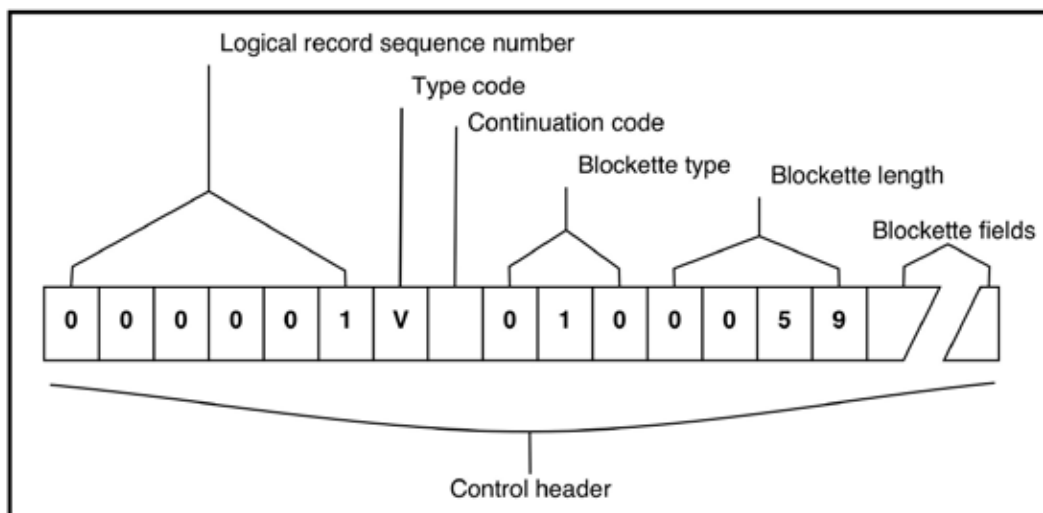 Logical record sequence number
Type code
Continuation code
Blockette type
Blockette length
Blockette fields
0 0 0 0 0 1 V 0 1 0 0 0 5 9
Control header